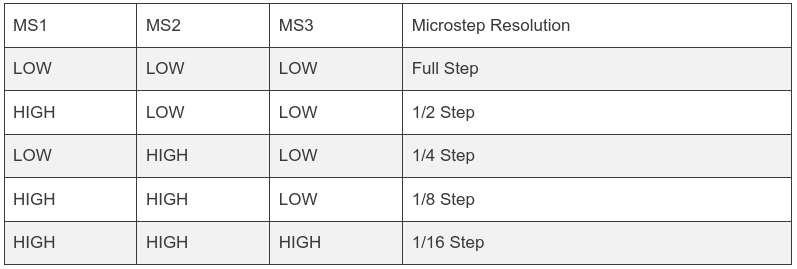 MS1 MS2 MS3 Microstep Resolution
LOW LOW LOW Full Step
HIGH LOW LOW 1/2 Step
LOW HIGH LOW 1/4 Step
HIGH HIGH LOW 1/8 Step
HIGH HIGH HIGH 1/16 Step